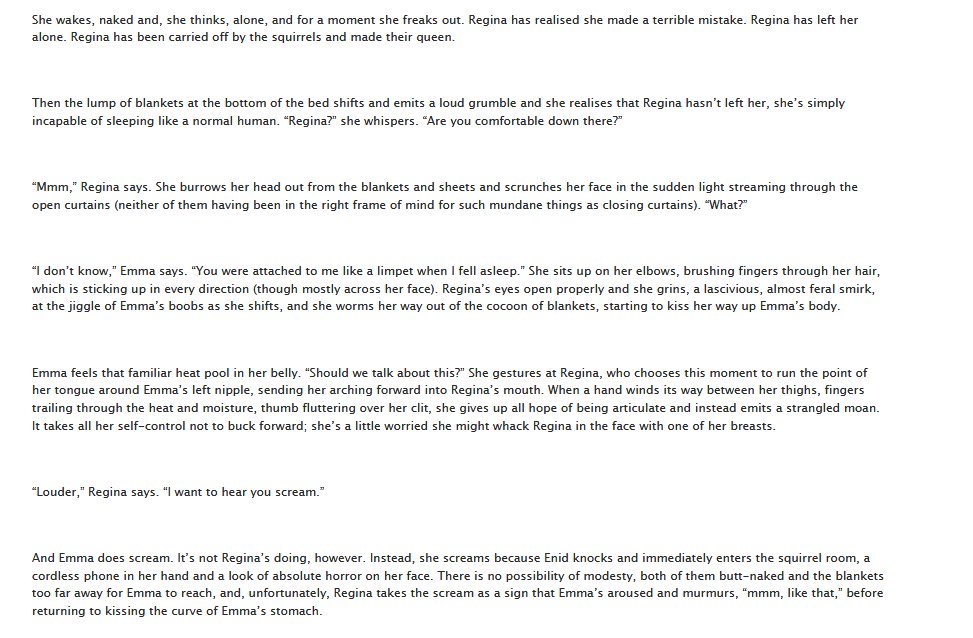 She wakes, naked and, she thinks, alone, and for a moment she freaks out. Regina has realised she made a terrible mistake. Regina has left her
alone. Regina has been carried off by the squirrels and made their queen.
Then the lump of blankets at the bottom of the bed shifts and emits a loud grumble and she realises that Regina hasn’t left her, she’s simply
incapable of sleeping like a normal human. “Regina?” she whispers. “Are you comfortable down there?”
“Mmm,” Regina says. She burrows her head out from the blankets and sheets and scrunches her face in the sudden light streaming through the
open curtains (neither of them having been in the right frame of mind for such mundane things as closing curtains). “What?”
“I don’t know,” Emma says. “You were attached to me like a limpet when I fell asleep.” She sits up on her elbows, brushing fingers through her hair,
which is sticking up in every direction (though mostly across her face). Regina’s eyes open properly and she grins, a lascivious, almost feral smirk,
at the jiggle of Emma’s boobs as she shifts, and she worms her way out of the cocoon of blankets, starting to kiss her way up Emma’s body.
Emma feels that familiar heat pool in her belly. “Should we talk about this?” She gestures at Regina, who chooses this moment to run the point of
her tongue around Emma’s left nipple, sending her arching forward into Regina’s mouth. When a hand winds its way between her thighs, fingers
trailing through the heat and moisture, thumb fluttering over her clit, she gives up all hope of being articulate and instead emits a strangled moan.
It takes all her self-control not to buck forward; she’s a little worried she might whack Regina in the face with one of her breasts.
“Louder,” Regina says. “I want to hear you scream.”
And Emma does scream. It’s not Regina’s doing, however. Instead, she screams because Enid knocks and immediately enters the squirrel room, a
cordless phone in her hand and a look of absolute horror on her face. There is no possibility of modesty, both of them butt-naked and the blankets
too far away for Emma to reach, and, unfortunately, Regina takes the scream as a sign that Emma’s aroused and murmurs, “mmm, like that,” before
returning to kissing the curve of Emma’s stomach.